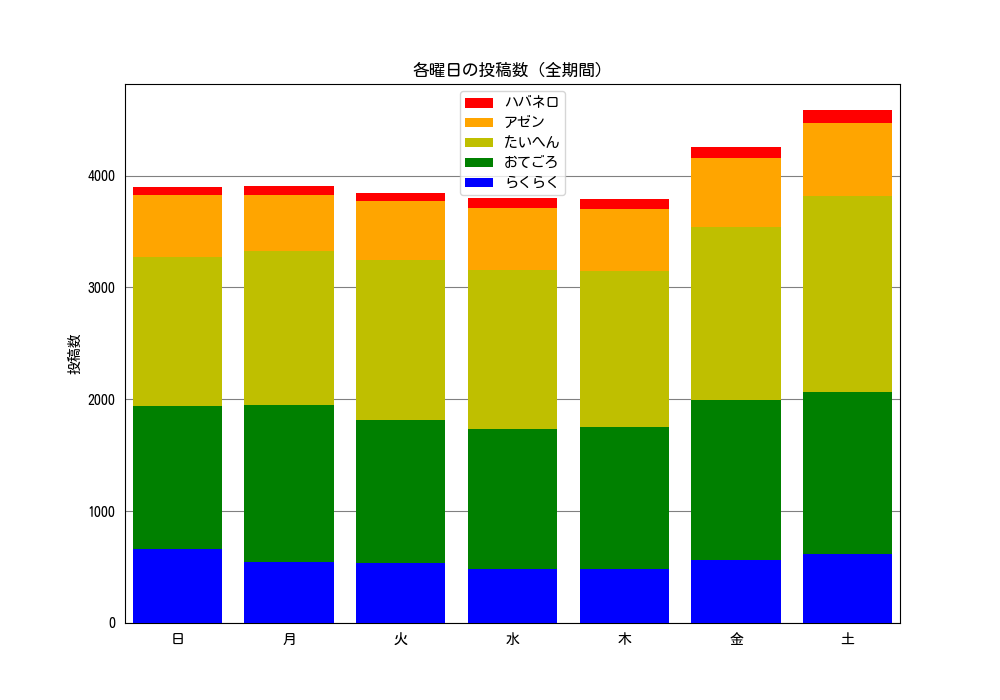 各曜日の投稿数（全期間）
ハバネロ
アゼン
たいへん
おてごろ
らくらく
投稿数
4000
3000
2000
1000
0
日 月 火 水 木 金 土